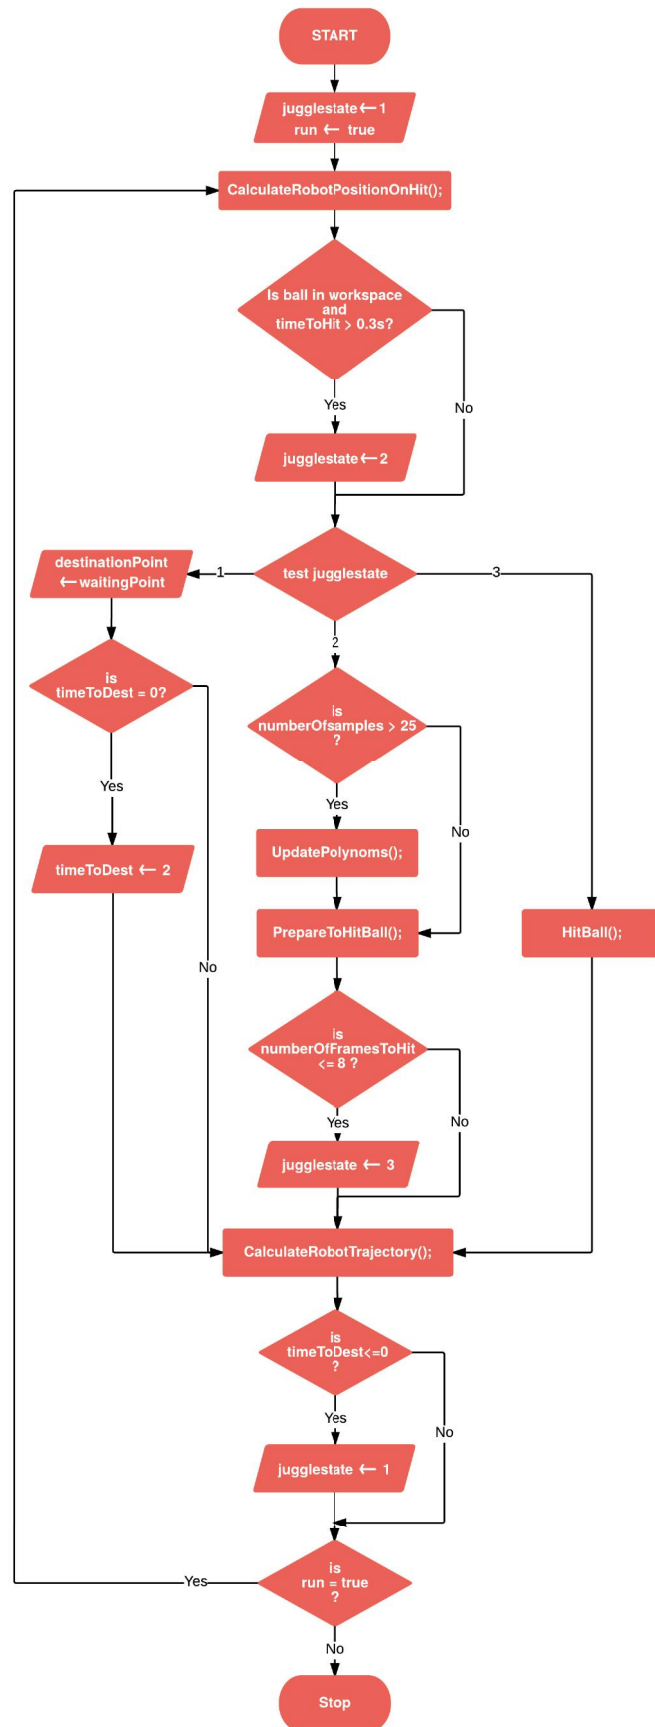 START
jugglestate←1
run ← true
CalculateRobotPositionOnHit();
Is ball in workspace
and
timeToHit > 0.3s?
Yes
No
jugglestate←2
test jugglestate
1
2
3
destinationPoint
←waitingPoint
is
timeToDest = 0?
Yes
No
timeToDest ← 2
is
numberOfsamples > 25
?
Yes
No
UpdatePolynoms();
PrepareToHitBall();
HitBall();
is
numberOfFramesToHit
<= 8 ?
Yes
No
jugglestate ← 3
CalculateRobotTrajectory();
is
timeToDest<=0
?
Yes
No
jugglestate ← 1
is
run = true
?
Yes
No
Stop